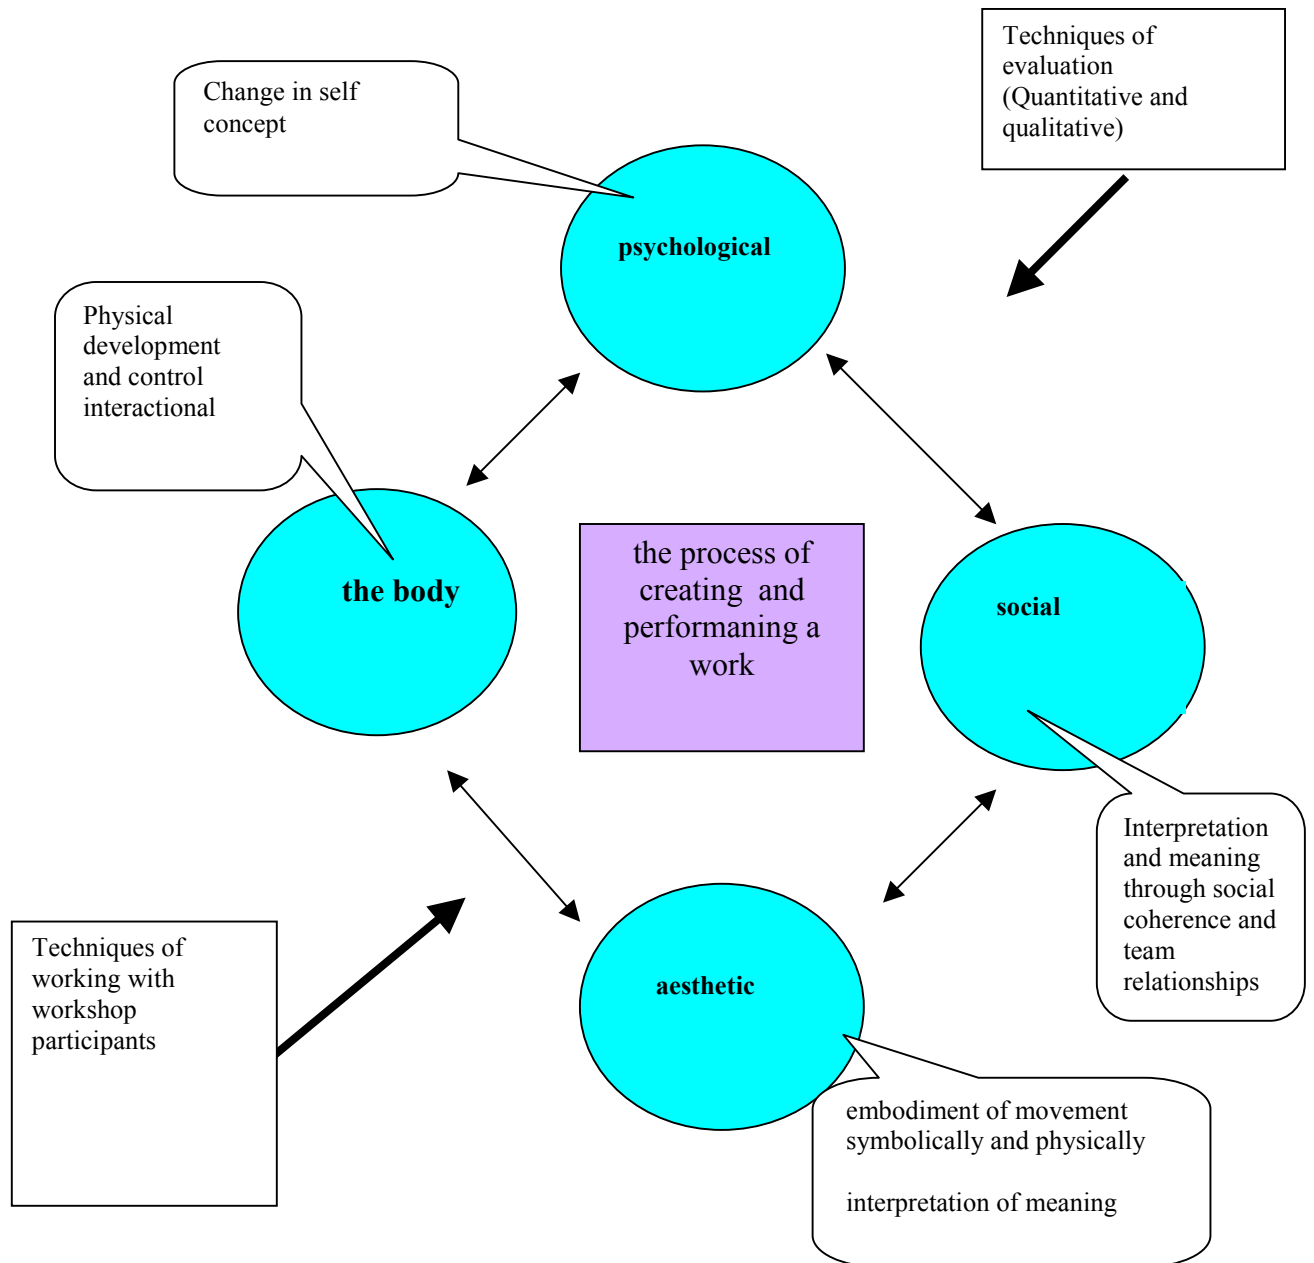 Techniques of
evaluation
(Quantitative and
qualitative)
Change in self
concept
psychological
Physical
development
and control
interactional
the body
the process of
creating and
performaning a
work
social
Interpretation
and meaning
through social
coherence and
team
relationships
Techniques of
working with
workshop
participants
aesthetic
embodiment of movement
symbolically and physically
interpretation of meaning